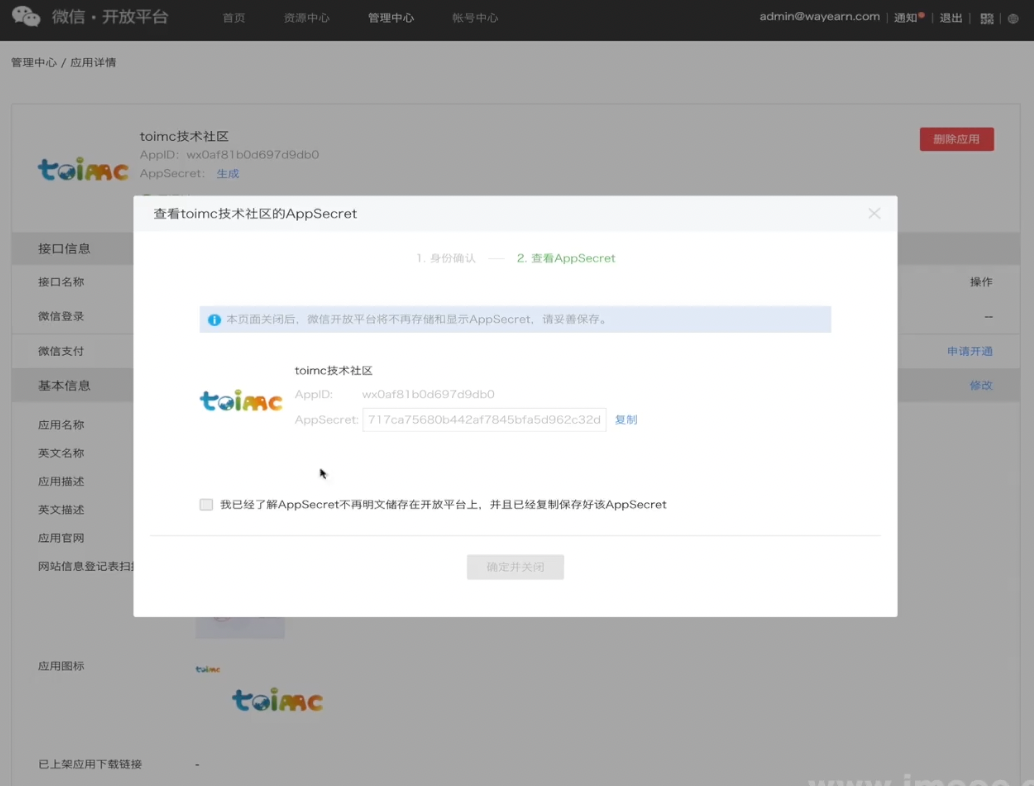 微信·开放平台 首页 资源中心 管理中心 帐号中心 admin@wayearn.com | 通知 | 退出 |
管理中心 / 应用详情
toimc
toimc技术社区
AppID: wx0af81b0d697d9db0
AppSecret: 生成
删除应用
查看toimc技术社区的AppSecret
1. 身份确认 — 2. 查看AppSecret
本页面关闭后，微信开放平台将不再存储和显示AppSecret，请妥善保存。
toimc
toimc技术社区
AppID: wx0af81b0d697d9db0
AppSecret: 717ca75680b442af7845bfa5d962c32d 复制
我已经了解AppSecret不再明文储存在开放平台上，并且已经复制保存好该AppSecret
确定并关闭
接口信息
接口名称 操作
微信登录 --
微信支付 申请开通
基本信息 修改
应用名称
英文名称
应用描述
英文描述
应用官网
网站信息登记表扫
应用图标 toimc
toimc
已上架应用下载链接 -